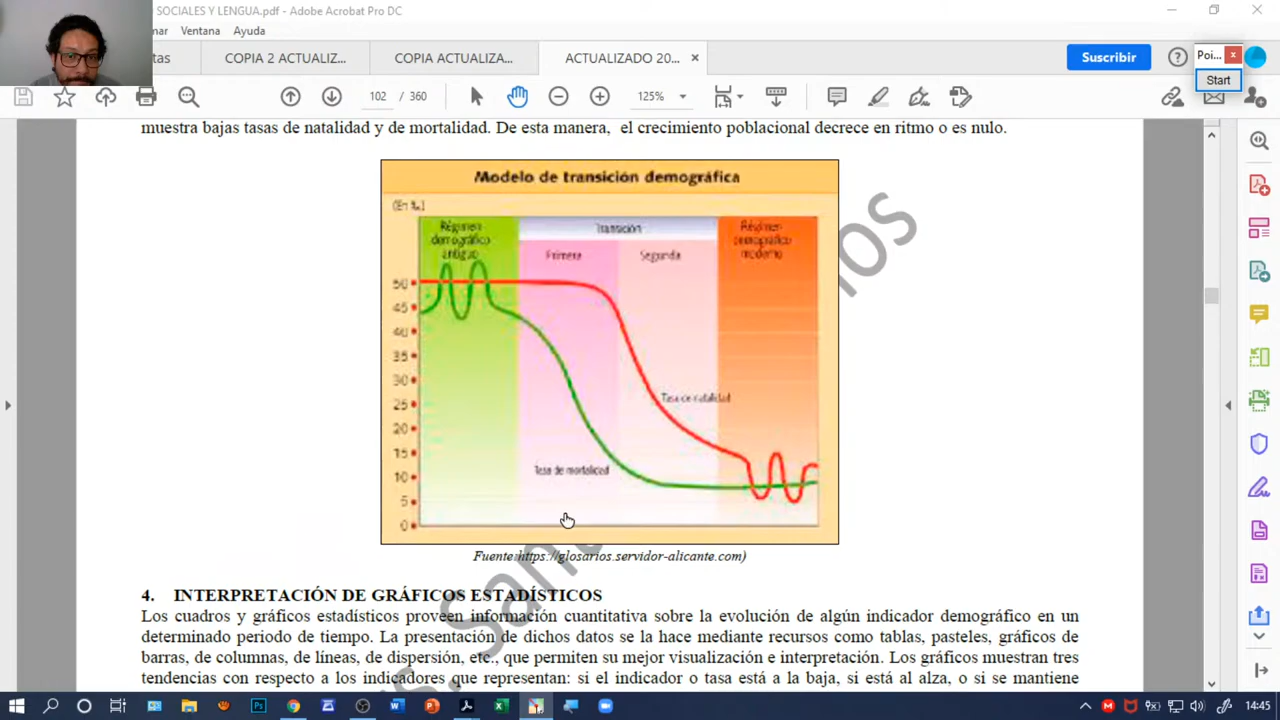 SOCIALES Y LENGUA.pdf - Adobe Acrobat Pro DC
Ventana Ayuda
COPIA 2 ACTUALIZ... COPIA ACTUALIZA... ACTUALIZADO 20... ×
Suscribir
Poi... x
Start
102 / 360 125%
muestra bajas tasas de natalidad y de mortalidad. De esta manera, el crecimiento poblacional decrece en ritmo o es nulo.
Modelo de transición demográfica
(En ‰)
Régimen demográfico antiguo
Transición
Primera
Segunda
Régimen demográfico moderno
50
45
40
35
30
25
20
15
10
5
0
Tasa de natalidad
Tasa de mortalidad
Fuente:https://glosarios.servidor-alicante.com)
4. INTERPRETACIÓN DE GRÁFICOS ESTADÍSTICOS
Los cuadros y gráficos estadísticos proveen información cuantitativa sobre la evolución de algún indicador demográfico en un
determinado periodo de tiempo. La presentación de dichos datos se la hace mediante recursos como tablas, pasteles, gráficos de
barras, de columnas, de líneas, de dispersión, etc., que permiten su mejor visualización e interpretación. Los gráficos muestran tres
tendencias con respecto a los indicadores que representan: si el indicador o tasa está a la baja, si está al alza, o si se mantiene
14:45